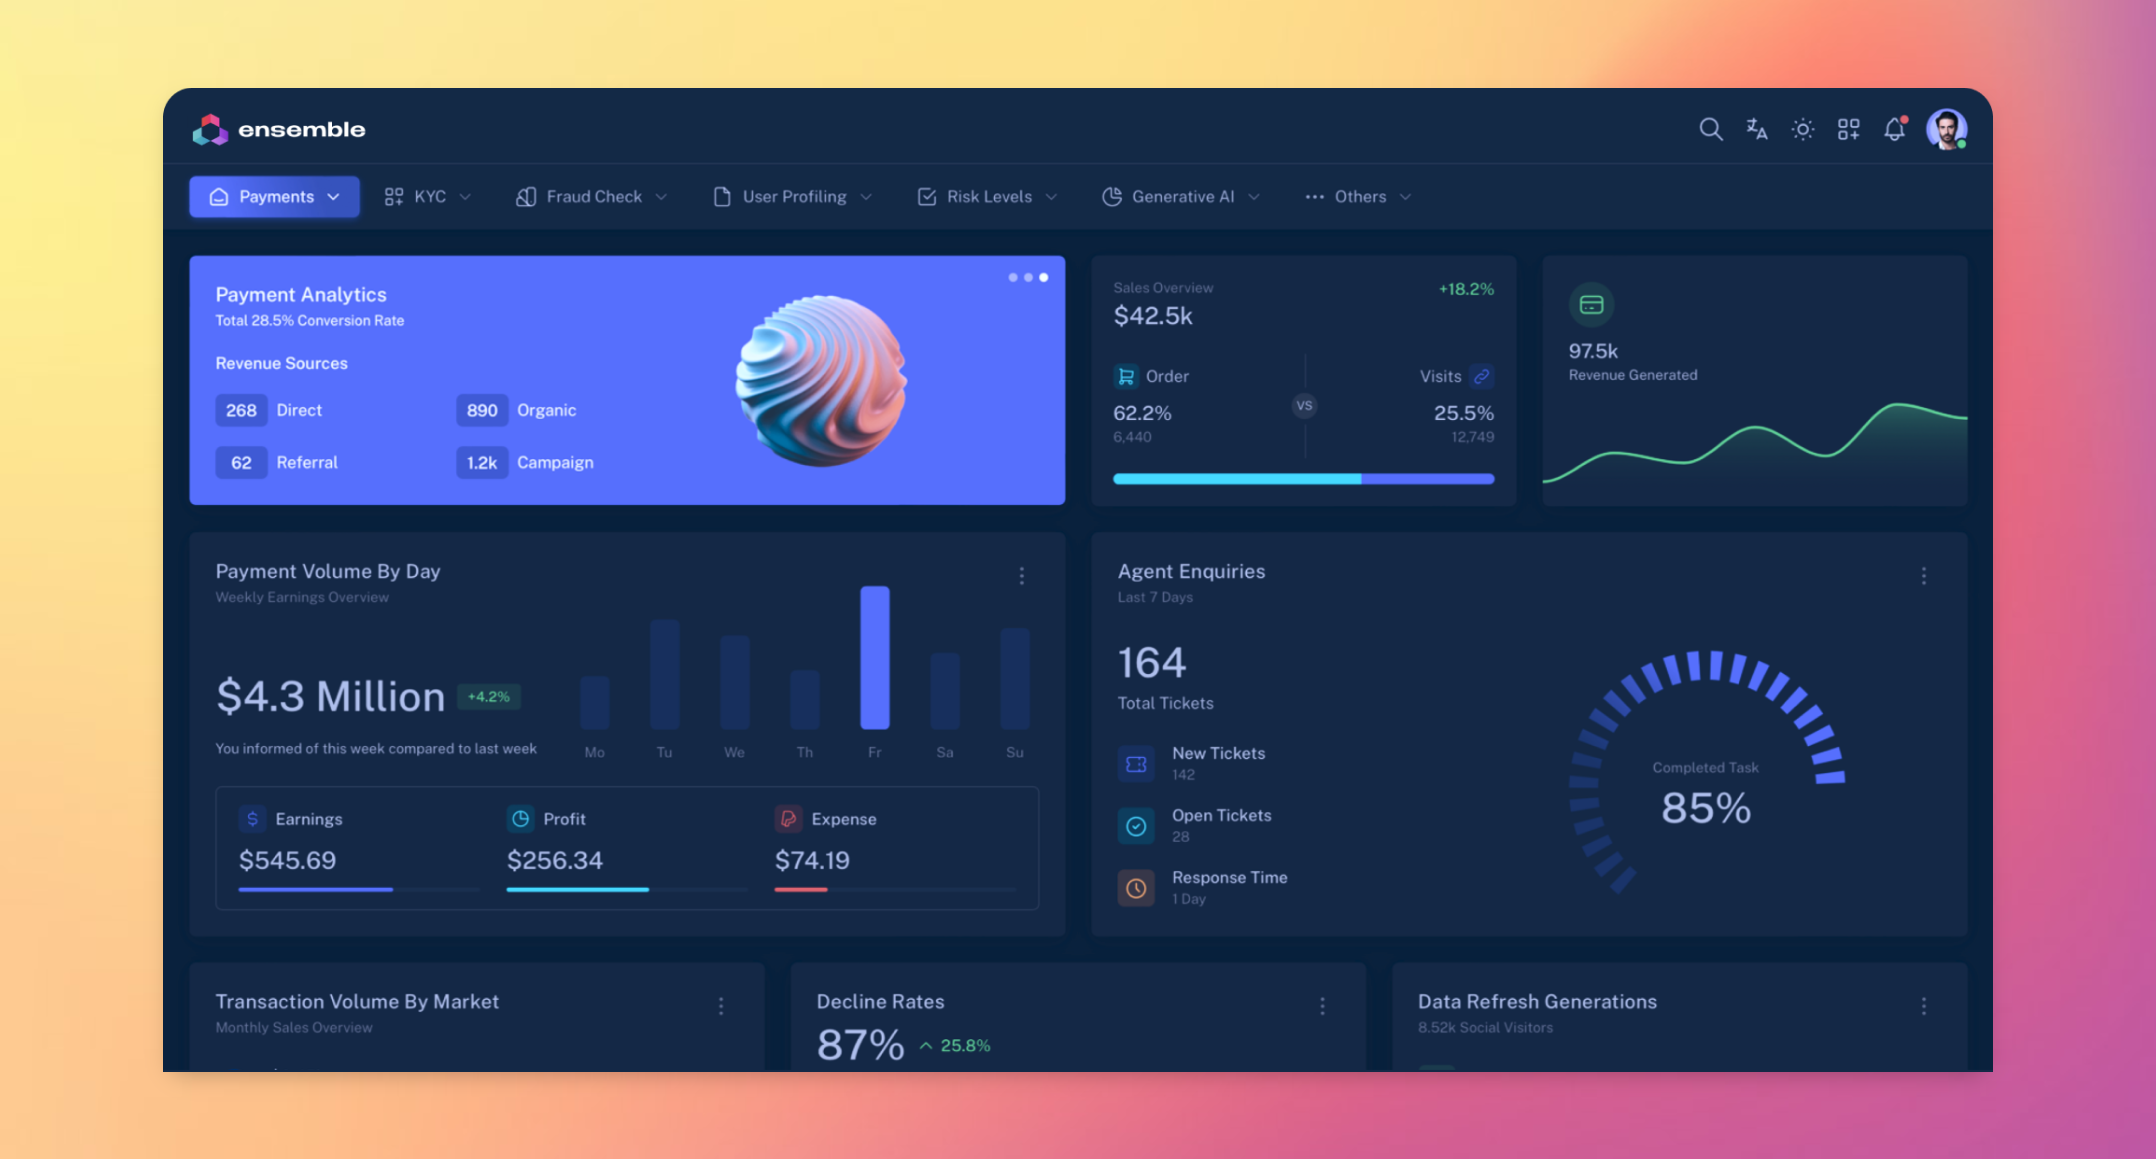 ensemble
Payments
KYC
Fraud Check
User Profiling
Risk Levels
Generative AI
Others
Payment Analytics
Total 28.5% Conversion Rate
Revenue Sources
268 Direct
890 Organic
62 Referral
1.2k Campaign
Sales Overview
+18.2%
$42.5k
Order
Visits
62.2%
VS
25.5%
6,440
12,749
97.5k
Revenue Generated
Payment Volume By Day
Weekly Earnings Overview
$4.3 Million +4.2%
You informed of this week compared to last week
Mo Tu We Th Fr Sa Su
Earnings
$545.69
Profit
$256.34
Expense
$74.19
Agent Enquiries
Last 7 Days
164
Total Tickets
New Tickets
142
Open Tickets
28
Response Time
1 Day
Completed Task
85%
Transaction Volume By Market
Monthly Sales Overview
Decline Rates
87% 25.8%
Data Refresh Generations
8.52k Social Visitors